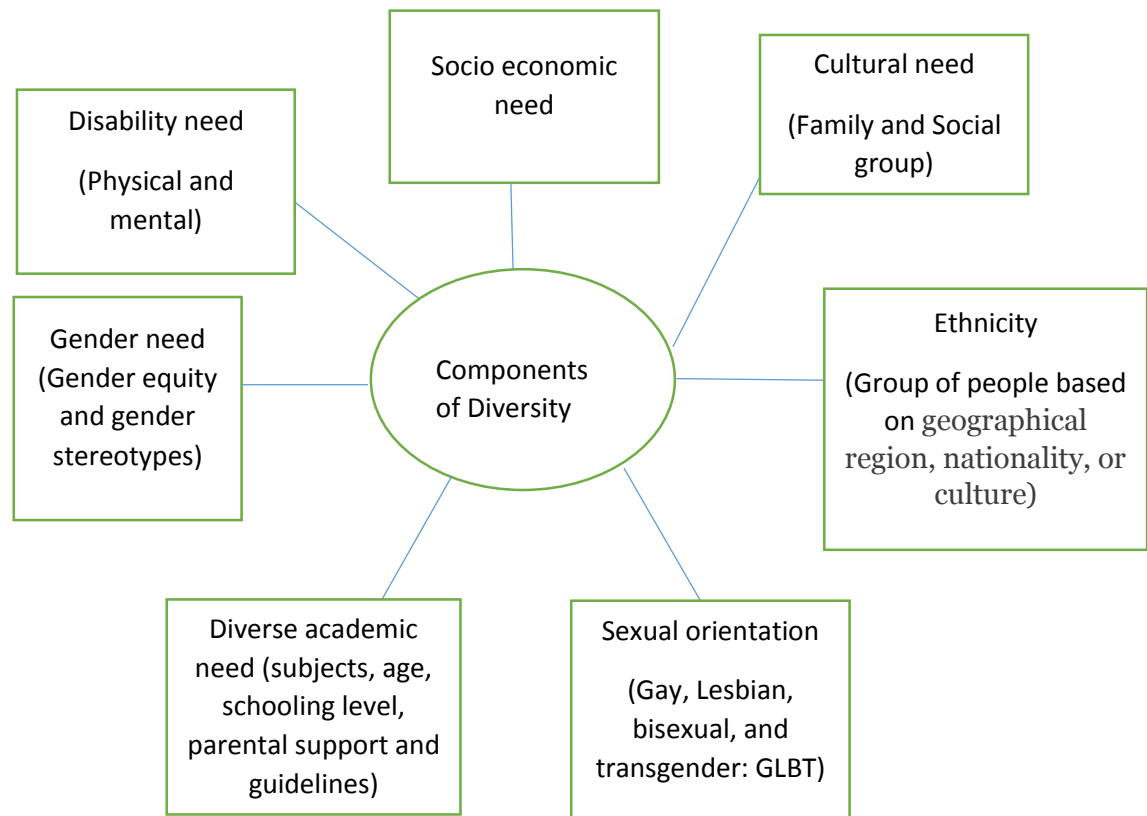 Socio economic
need
Cultural need
(Family and Social
group)
Disability need
(Physical and
mental)
Gender need
(Gender equity
and gender
stereotypes)
Components
of Diversity
Ethnicity
(Group of people based
on geographical
region, nationality, or
culture)
Diverse academic
need (subjects, age,
schooling level,
parental support and
guidelines)
Sexual orientation
(Gay, Lesbian,
bisexual, and
transgender: GLBT)